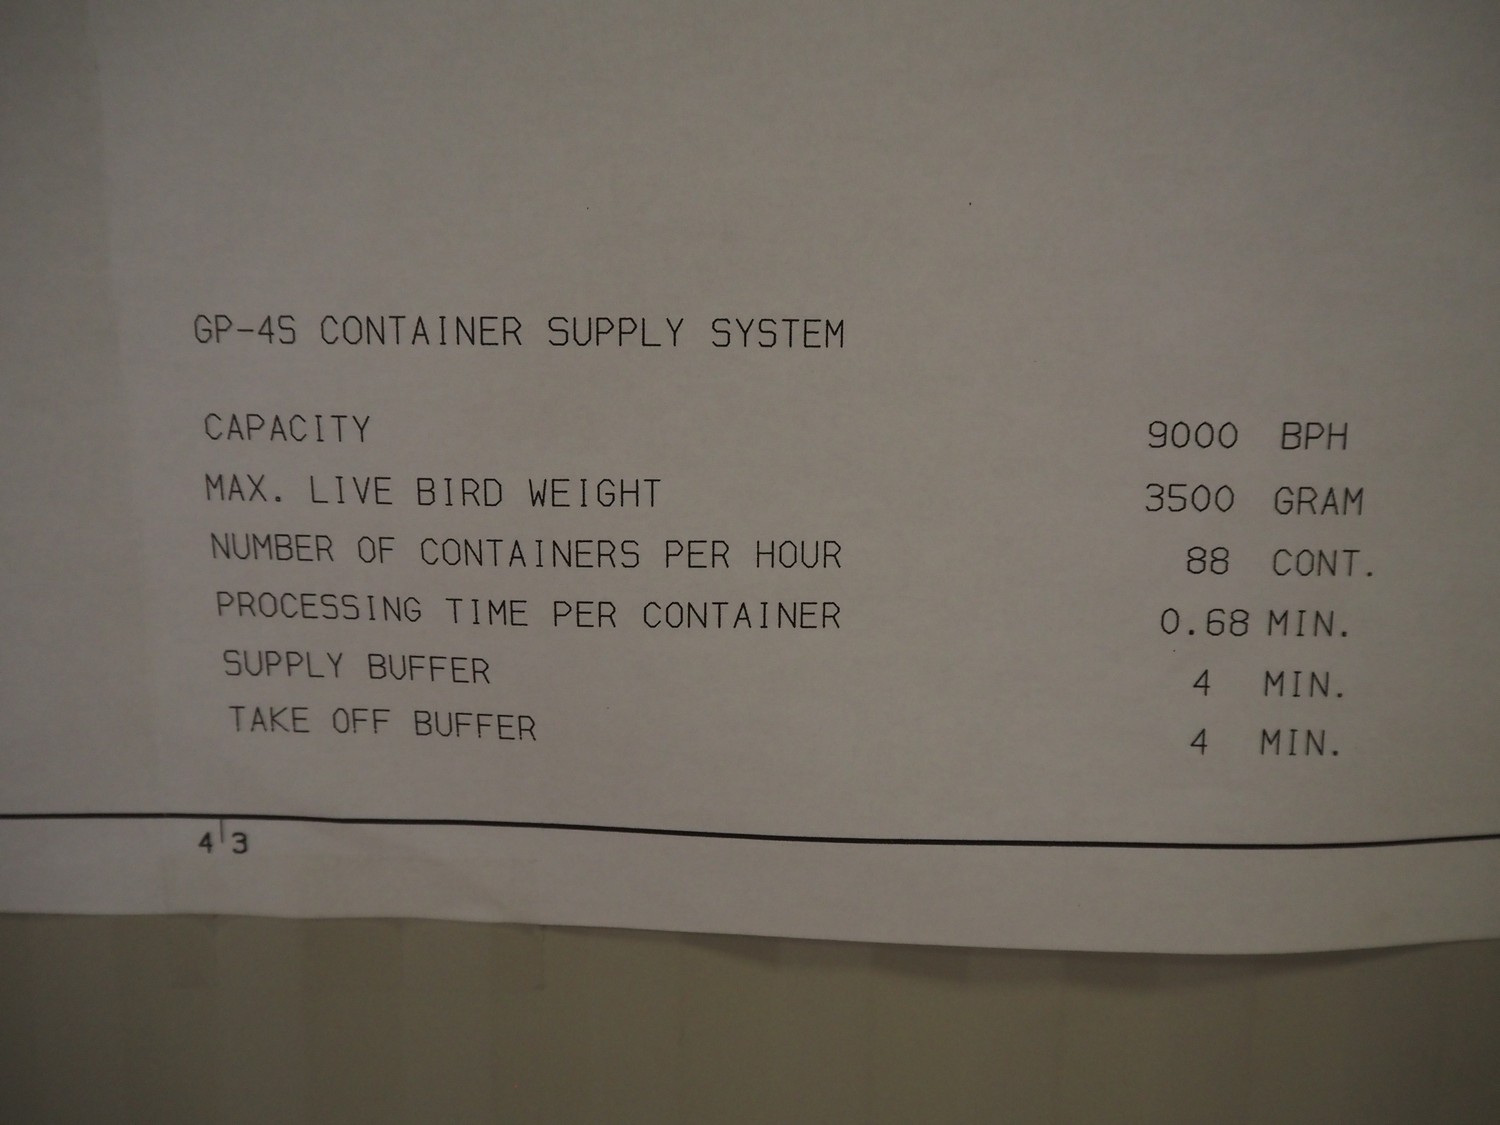 GP-4S CONTAINER SUPPLY SYSTEM
CAPACITY 9000 BPH
MAX. LIVE BIRD WEIGHT 3500 GRAM
NUMBER OF CONTAINERS PER HOUR 88 CONT.
PROCESSING TIME PER CONTAINER 0.68 MIN.
SUPPLY BUFFER 4 MIN.
TAKE OFF BUFFER 4 MIN.
4 3